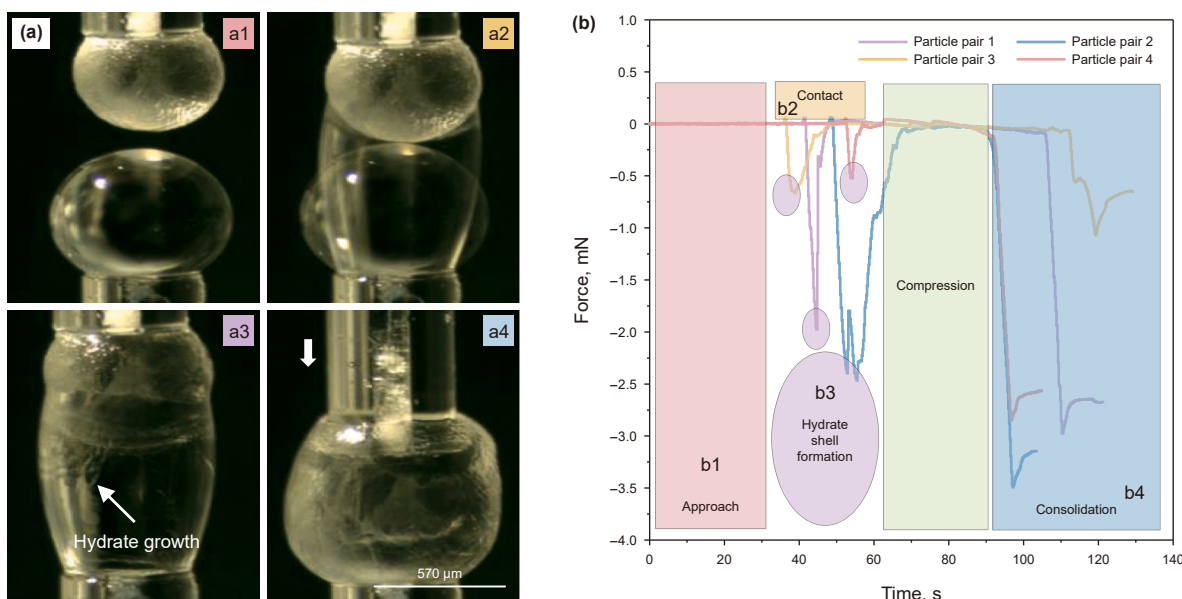 (a)
a1
a2
a3
Hydrate growth
a4
570 μm
(b)
Force, mN
1.0
0.5
0
−0.5
−1.0
−1.5
−2.0
−2.5
−3.0
−3.5
−4.0
Particle pair 1
Particle pair 2
Particle pair 3
Particle pair 4
Contact
b2
Compression
b3
Hydrate
shell
formation
b1
Approach
b4
Consolidation
0
20
40
60
80
100
120
140
Time, s